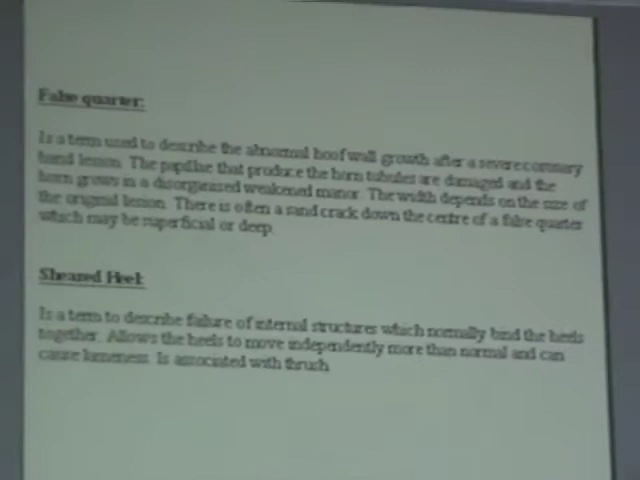 False quarter:
Is a term used to describe the abnormal hoof wall growth after a severe coronary
band lesion. The papillae that produce the horn tubules are damaged and the
horn grows in a disorganised weakened manor. The width depends on the size of
the original lesion. There is often a sand crack down the centre of a false quarter
which may be superficial or deep.
Sheared Heel:
Is a term to describe failure of internal structures which normally bind the heels
together. Allows the heels to move independently more than normal and can
cause lameness. Is associated with thrush.